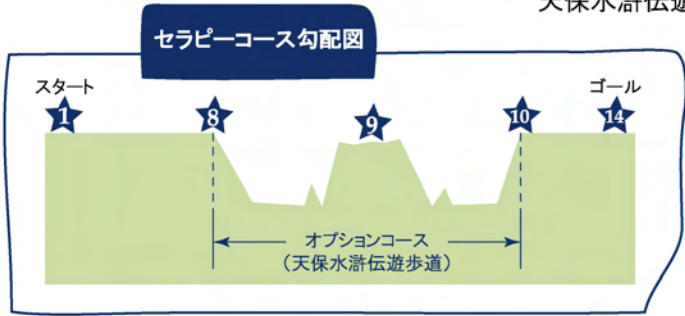 天保水滸伝遊
セラピーコース勾配図
スタート
ゴール
1
8
9
10
14
オプションコース
(天保水滸伝遊歩道)